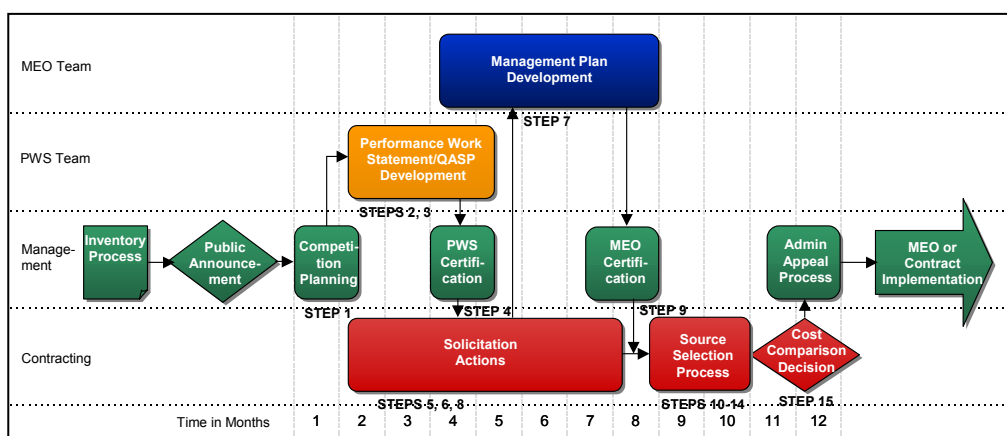 MEO Team
Management Plan
Development
STEP 7
PWS Team
Performance Work
Statement/QASP
Development
STEPS 2, 3
Manage-
ment
Inventory
Process
Public
Announce-
ment
Competi-
tion
Planning
STEP 1
PWS
Certifi-
cation
STEP 4
MEO
Certifi-
cation
STEP 9
Admin
Appeal
Process
MEO or
Contract
Implementation
Contracting
Solicitation
Actions
STEPS 5, 6, 8
Source
Selection
Process
STEPS 10-14
Cost
Comparison
Decision
STEP 15
Time in Months 1 2 3 4 5 6 7 8 9 10 11 12